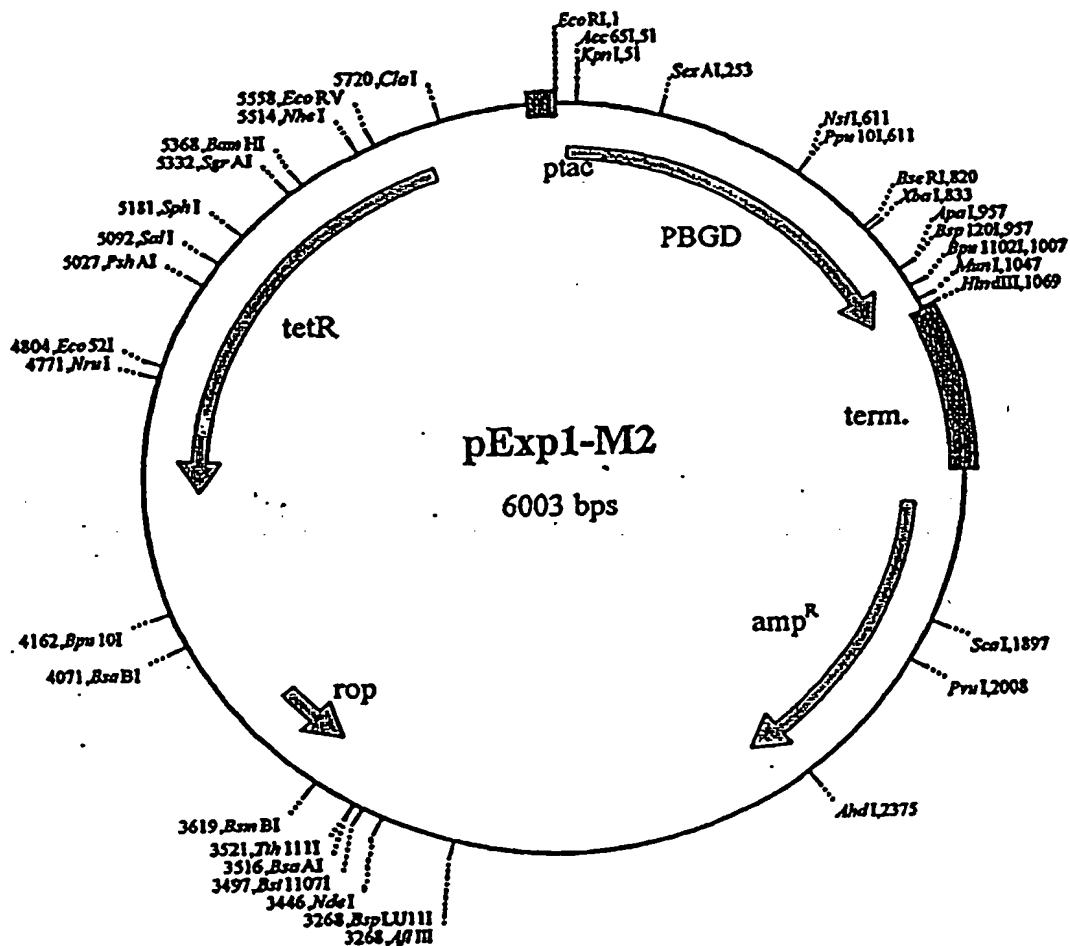 EcoRI,1
Acc65I,51
KpnI,51
SexAI,253
NsiI,611
Ppu10I,611
BseRI,820
XbaI,833
ApaI,957
Bsp120I,957
Bpu1102I,1007
MunI,1047
HindIII,1069
5720,ClaI
5558,EcoRV
5514,NheI
5368,BamHI
5332,SgrAI
5181,SphI
5092,SalI
5027,PshAI
4804,Eco52I
4771,NruI
ptac
PBGD
tetR
term.
pExp1-M2
6003 bps
ampR
rop
4162,Bpu10I
4071,BsaBI
ScaI,1897
PvuI,2008
AhdI,2375
3619,BsmBI
3521,Tth111I
3516,BsaAI
3497,Bst1107I
3446,NdeI
3268,BspLU11I
3268,AflIII